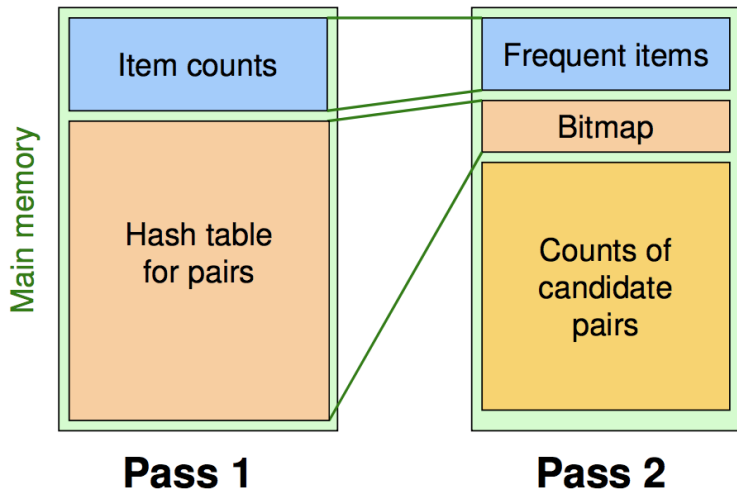 Main memory
Item counts
Hash table
for pairs
Pass 1
Frequent items
Bitmap
Counts of
candidate
pairs
Pass 2